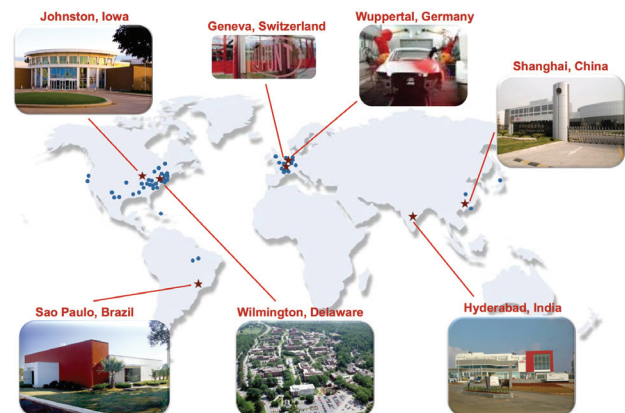 Johnston, Iowa
Geneva, Switzerland
Wuppertal, Germany
Shanghai, China
Sao Paulo, Brazil
Wilmington, Delaware
Hyderabad, India